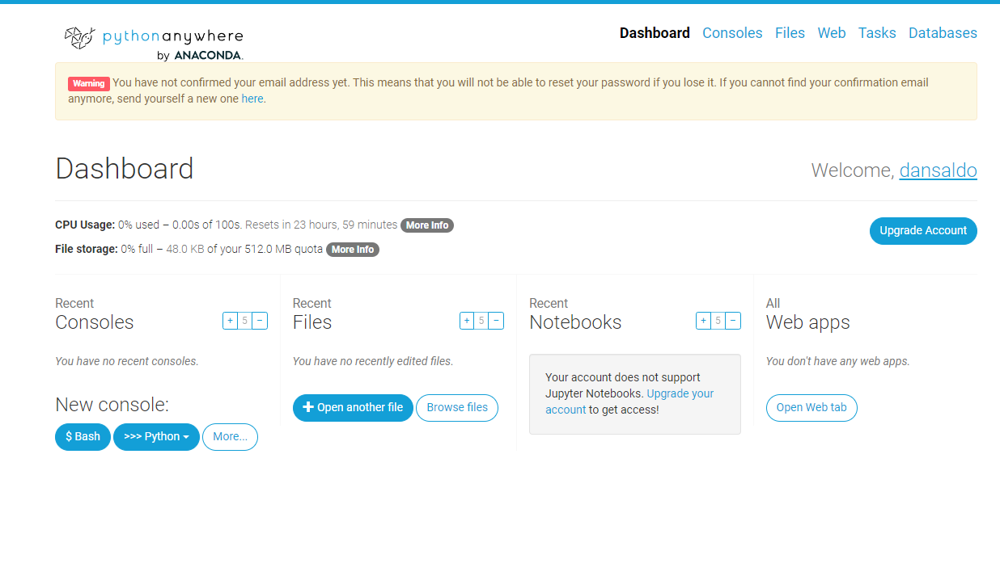 pythonanywhere
by ANACONDA.
Dashboard Consoles Files Web Tasks Databases
Warning You have not confirmed your email address yet. This means that you will not be able to reset your password if you lose it. If you cannot find your confirmation email
anymore, send yourself a new one here.
Dashboard
Welcome, dansaldo
CPU Usage: 0% used – 0.00s of 100s. Resets in 23 hours, 59 minutes More Info
File storage: 0% full – 48.0 KB of your 512.0 MB quota More Info
Upgrade Account
Recent
Consoles
+ 5 −
You have no recent consoles.
New console:
$ Bash >>> Python More...
Recent
Files
+ 5 −
You have no recently edited files.
+ Open another file Browse files
Recent
Notebooks
+ 5 −
Your account does not support
Jupyter Notebooks. Upgrade your
account to get access!
All
Web apps
You don't have any web apps.
Open Web tab